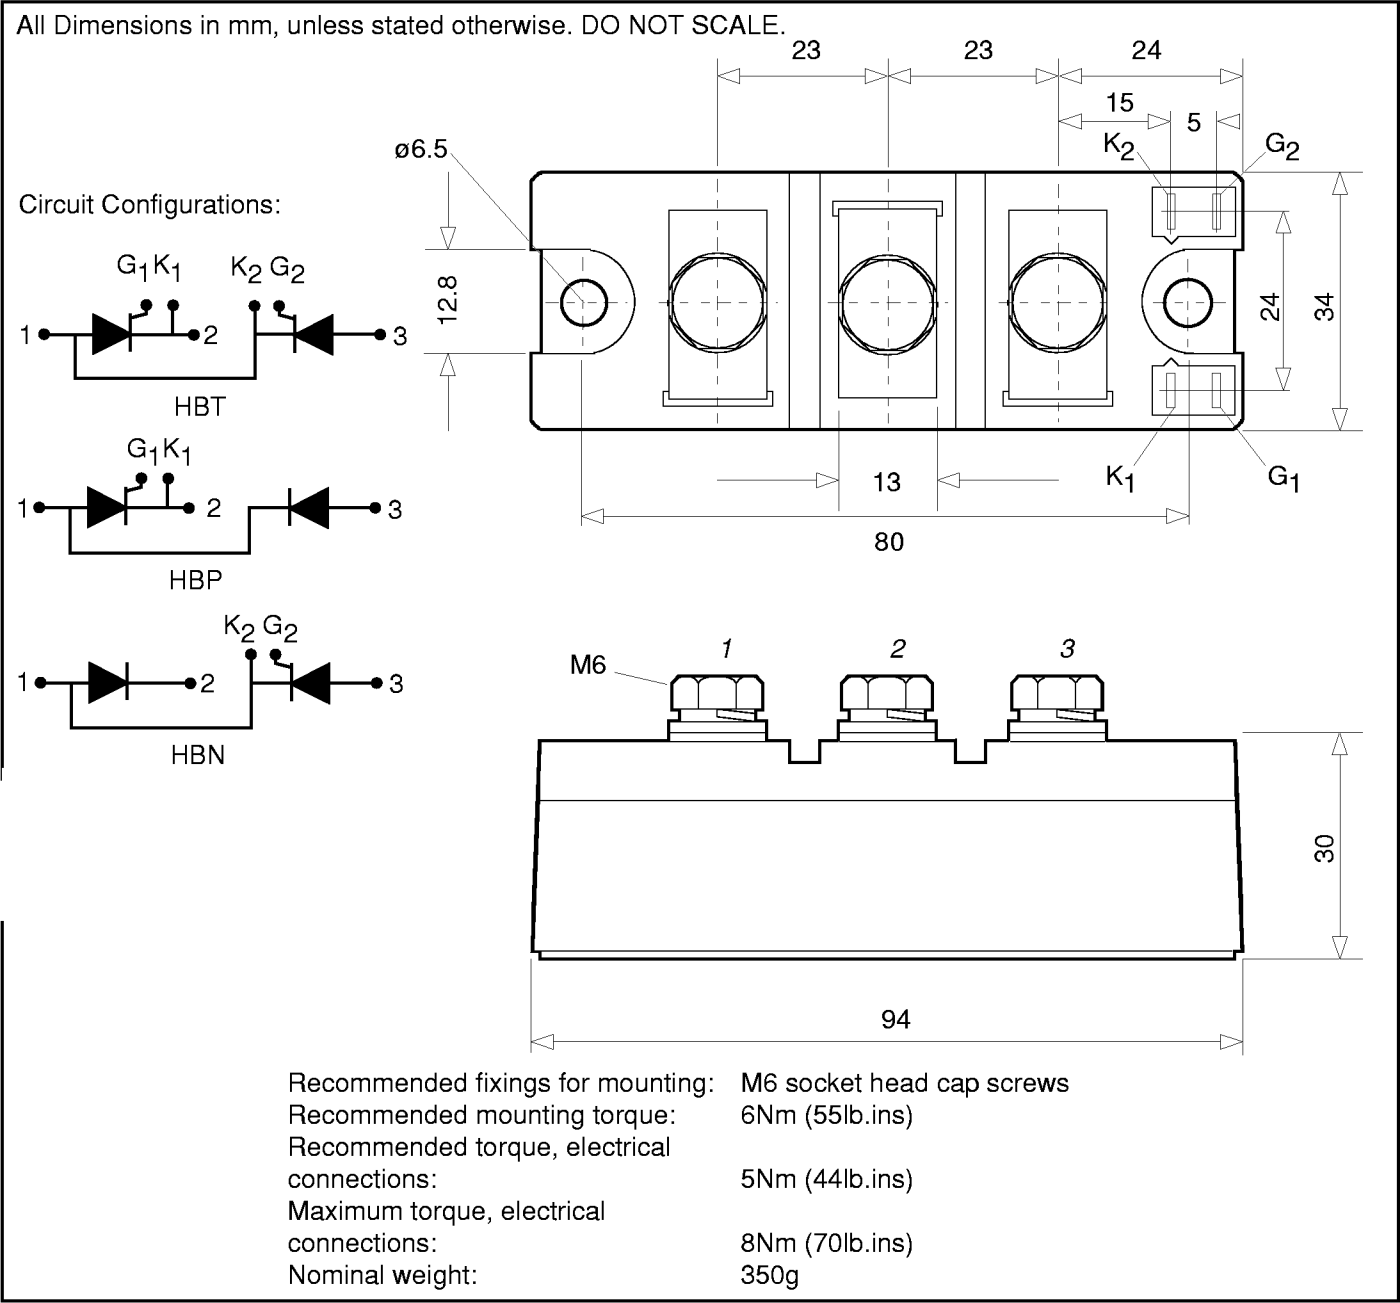 All Dimensions in mm, unless stated otherwise. DO NOT SCALE.
23
23
24
15
5
K2
G2
ø6.5
Circuit Configurations:
G1 K1
K2 G2
1
2
3
HBT
12.8
24
34
G1 K1
1
2
3
HBP
K1
G1
13
80
K2 G2
1
2
3
HBN
M6
1
2
3
30
94
Recommended fixings for mounting: M6 socket head cap screws
Recommended mounting torque: 6Nm (55lb.ins)
Recommended torque, electrical
connections: 5Nm (44lb.ins)
Maximum torque, electrical
connections: 8Nm (70lb.ins)
Nominal weight: 350g